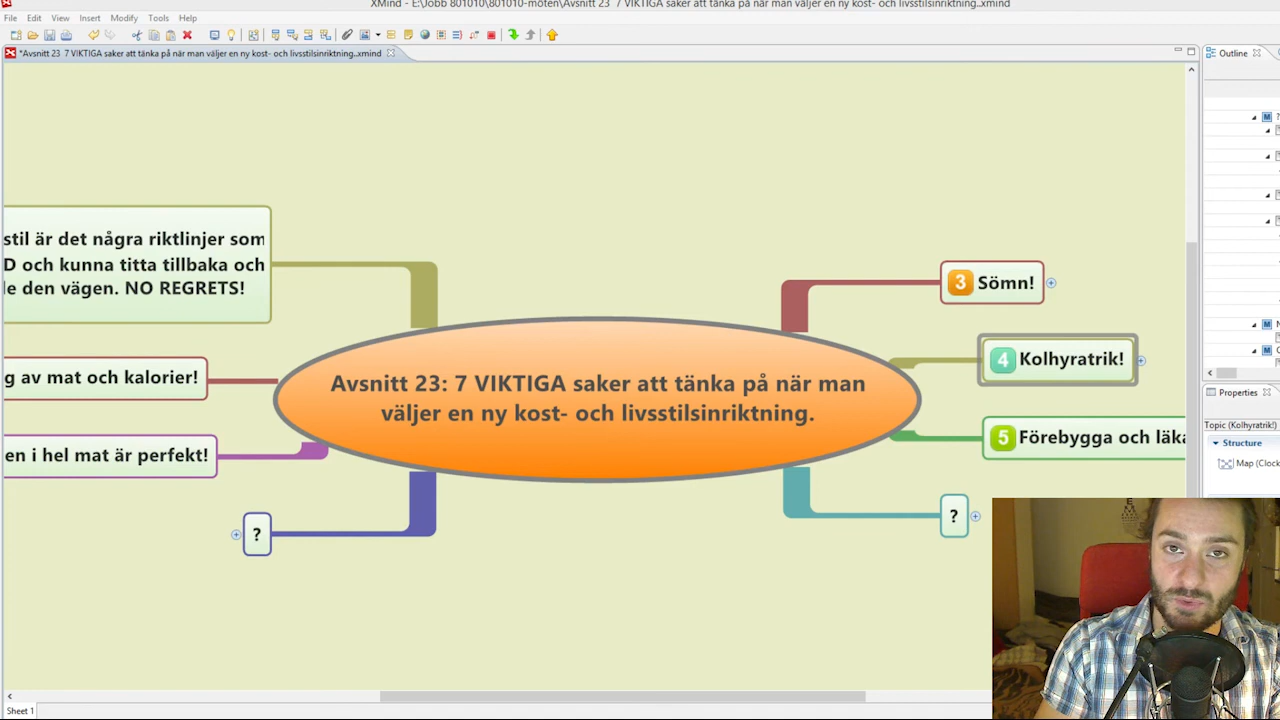 XMind - E:\Jobb 801010\801010-möten\Avsnitt 23 7 VIKTIGA saker att tänka på när man väljer en ny kost- och livsstilsinriktning..xmind
File Edit View Insert Modify Tools Help
*Avsnitt 23 7 VIKTIGA saker att tänka på när man väljer en ny kost- och livsstilsinriktning..xmind
Outline
stil är det några riktlinjer som
D och kunna titta tillbaka och
de den vägen. NO REGRETS!
g av mat och kalorier!
en i hel mat är perfekt!
?
Avsnitt 23: 7 VIKTIGA saker att tänka på när man
väljer en ny kost- och livsstilsinriktning.
3 Sömn!
4 Kolhyratrik!
5 Förebygga och läka
?
Properties
Topic (Kolhyratrik!)
Structure
Map (Clock
Sheet 1